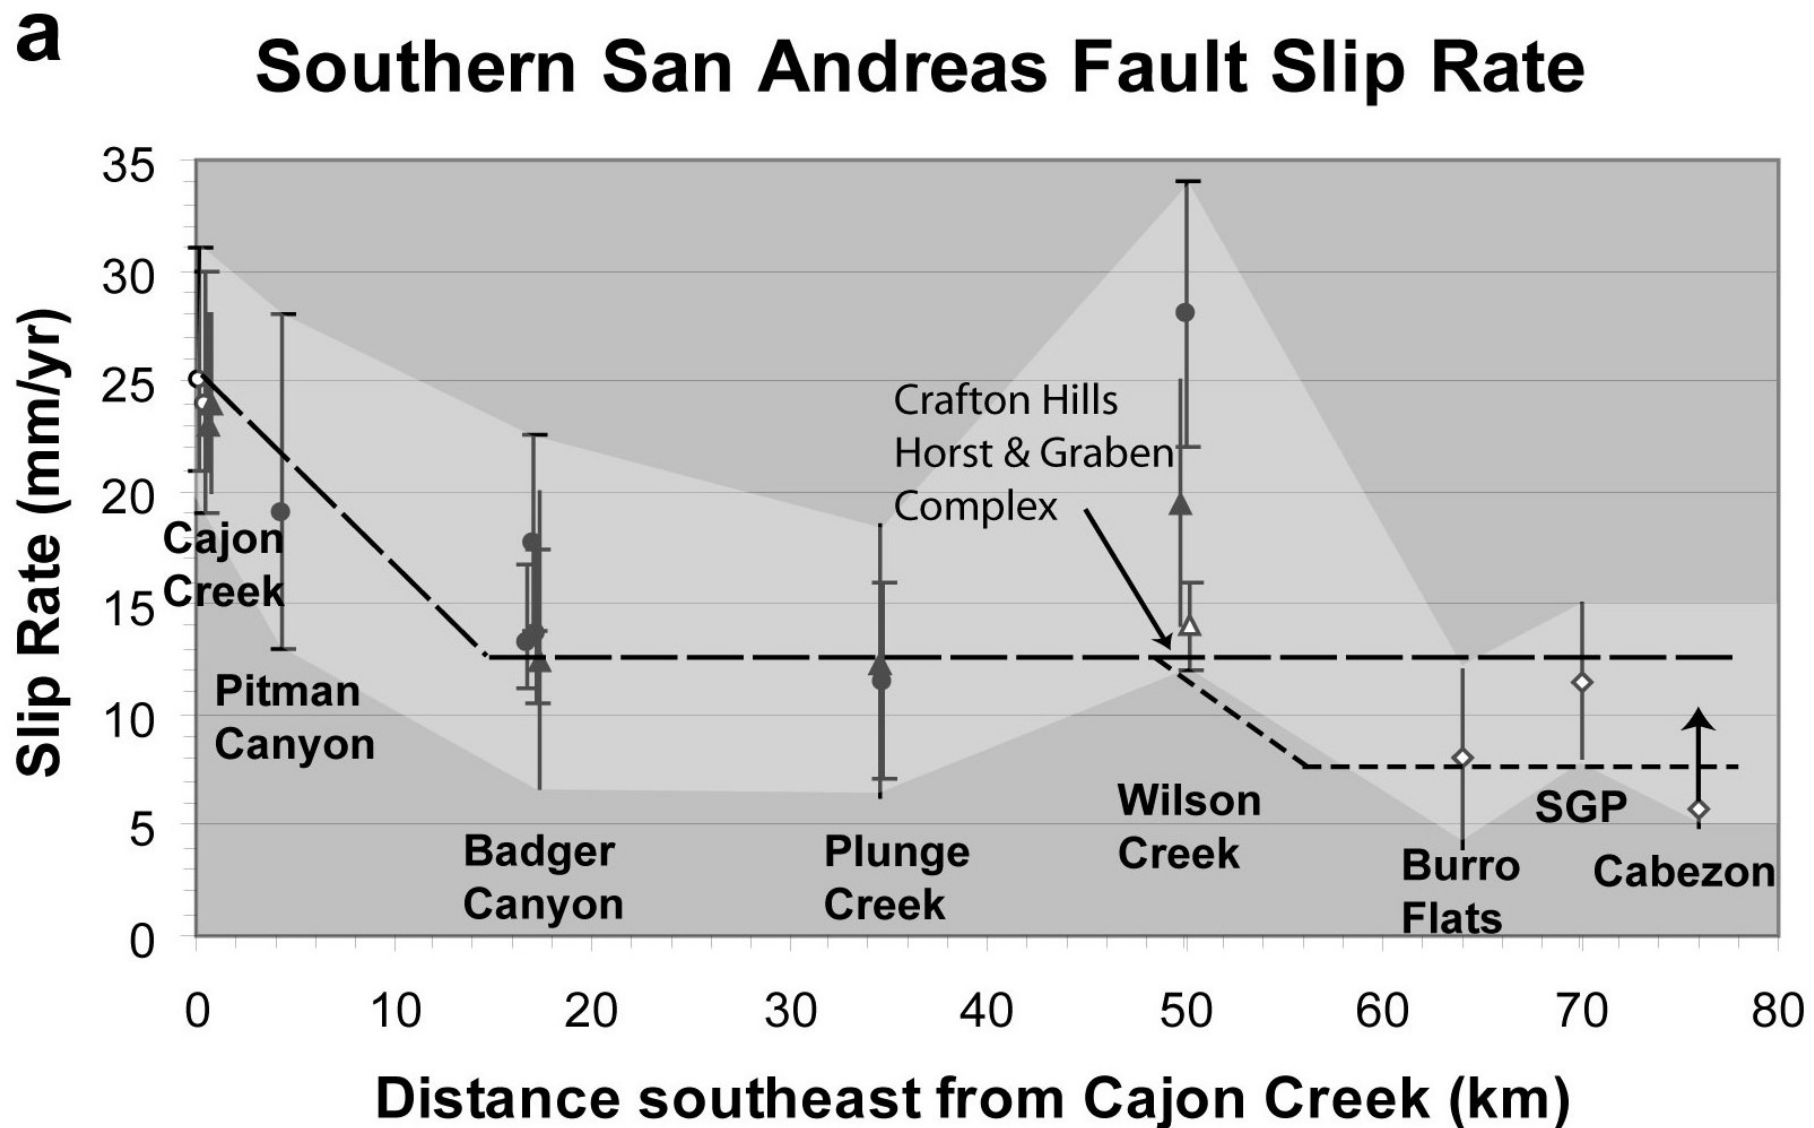 a
Southern San Andreas Fault Slip Rate
35
30
25
20
15
10
5
0
Slip Rate (mm/yr)
Cajon
Creek
Pitman
Canyon
Badger
Canyon
Plunge
Creek
Crafton Hills
Horst & Graben
Complex
Wilson
Creek
Burro
Flats
SGP
Cabezon
0 10 20 30 40 50 60 70 80
Distance southeast from Cajon Creek (km)